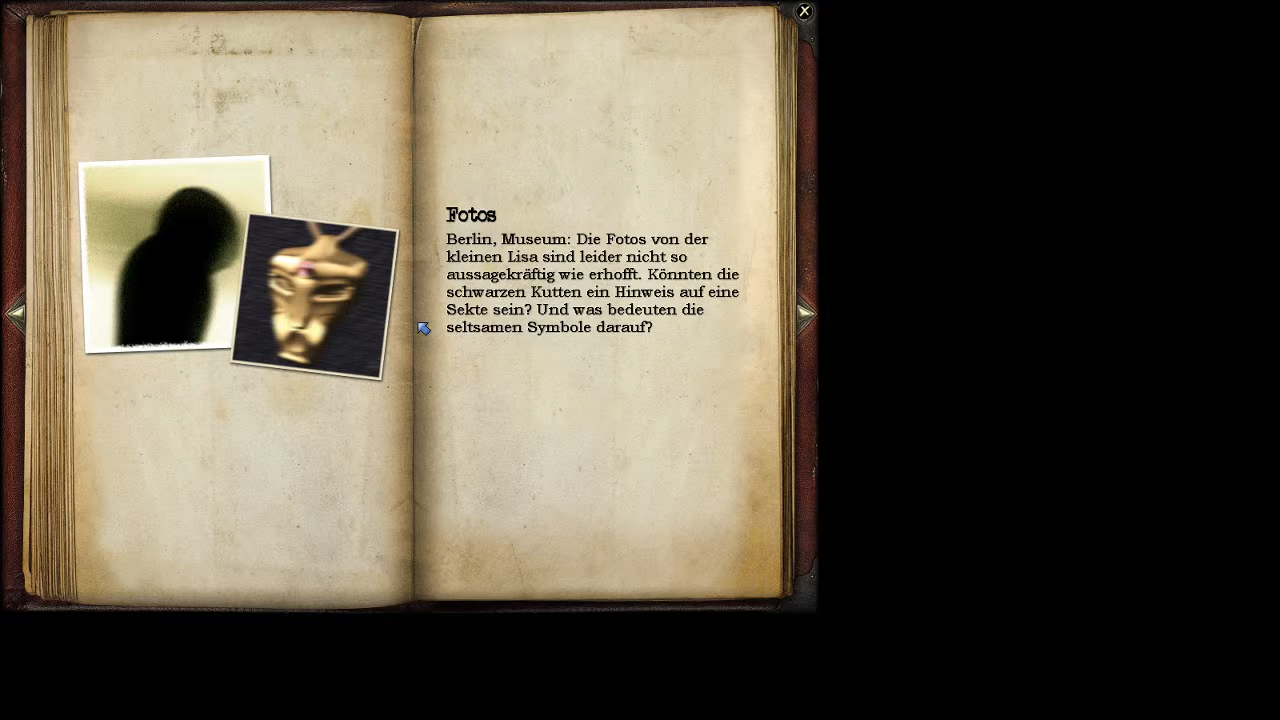 Fotos
Berlin, Museum: Die Fotos von der
kleinen Lisa sind leider nicht so
aussagekräftig wie erhofft. Könnten die
schwarzen Kutten ein Hinweis auf eine
Sekte sein? Und was bedeuten die
seltsamen Symbole darauf?